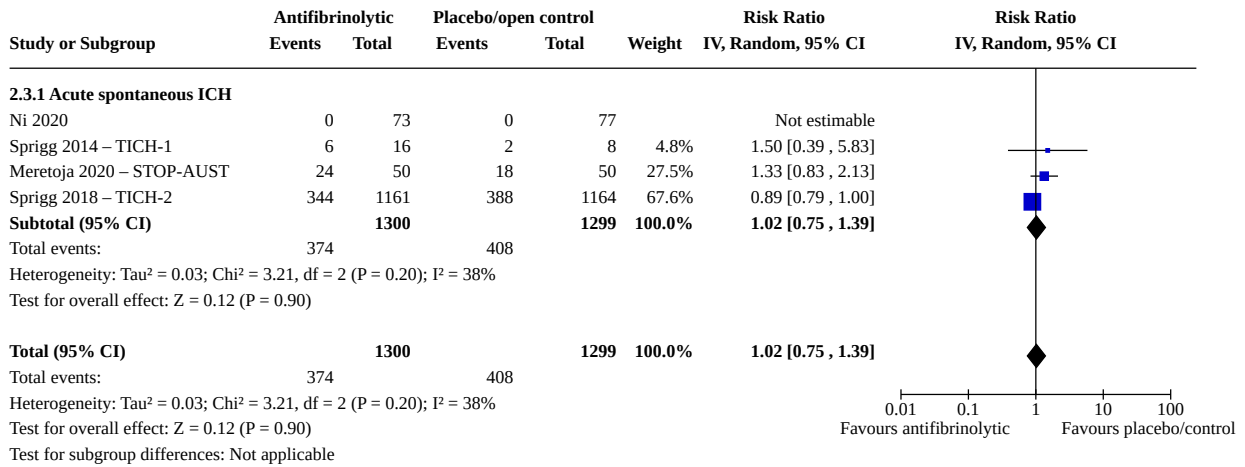 Antifibrinolytic Placebo/open control Risk Ratio Risk Ratio
Study or Subgroup Events Total Events Total Weight IV, Random, 95% CI IV, Random, 95% CI
2.3.1 Acute spontaneous ICH
Ni 2020 0 73 0 77 Not estimable
Sprigg 2014 – TICH-1 6 16 2 8 4.8% 1.50 [0.39 , 5.83]
Meretoja 2020 – STOP-AUST 24 50 18 50 27.5% 1.33 [0.83 , 2.13]
Sprigg 2018 – TICH-2 344 1161 388 1164 67.6% 0.89 [0.79 , 1.00]
Subtotal (95% CI) 1300 1299 100.0% 1.02 [0.75 , 1.39]
Total events: 374 408
Heterogeneity: Tau² = 0.03; Chi² = 3.21, df = 2 (P = 0.20); I² = 38%
Test for overall effect: Z = 0.12 (P = 0.90)
Total (95% CI) 1300 1299 100.0% 1.02 [0.75 , 1.39]
Total events: 374 408
Heterogeneity: Tau² = 0.03; Chi² = 3.21, df = 2 (P = 0.20); I² = 38%
0.01 0.1 1 10 100
Test for overall effect: Z = 0.12 (P = 0.90) Favours antifibrinolytic Favours placebo/control
Test for subgroup differences: Not applicable